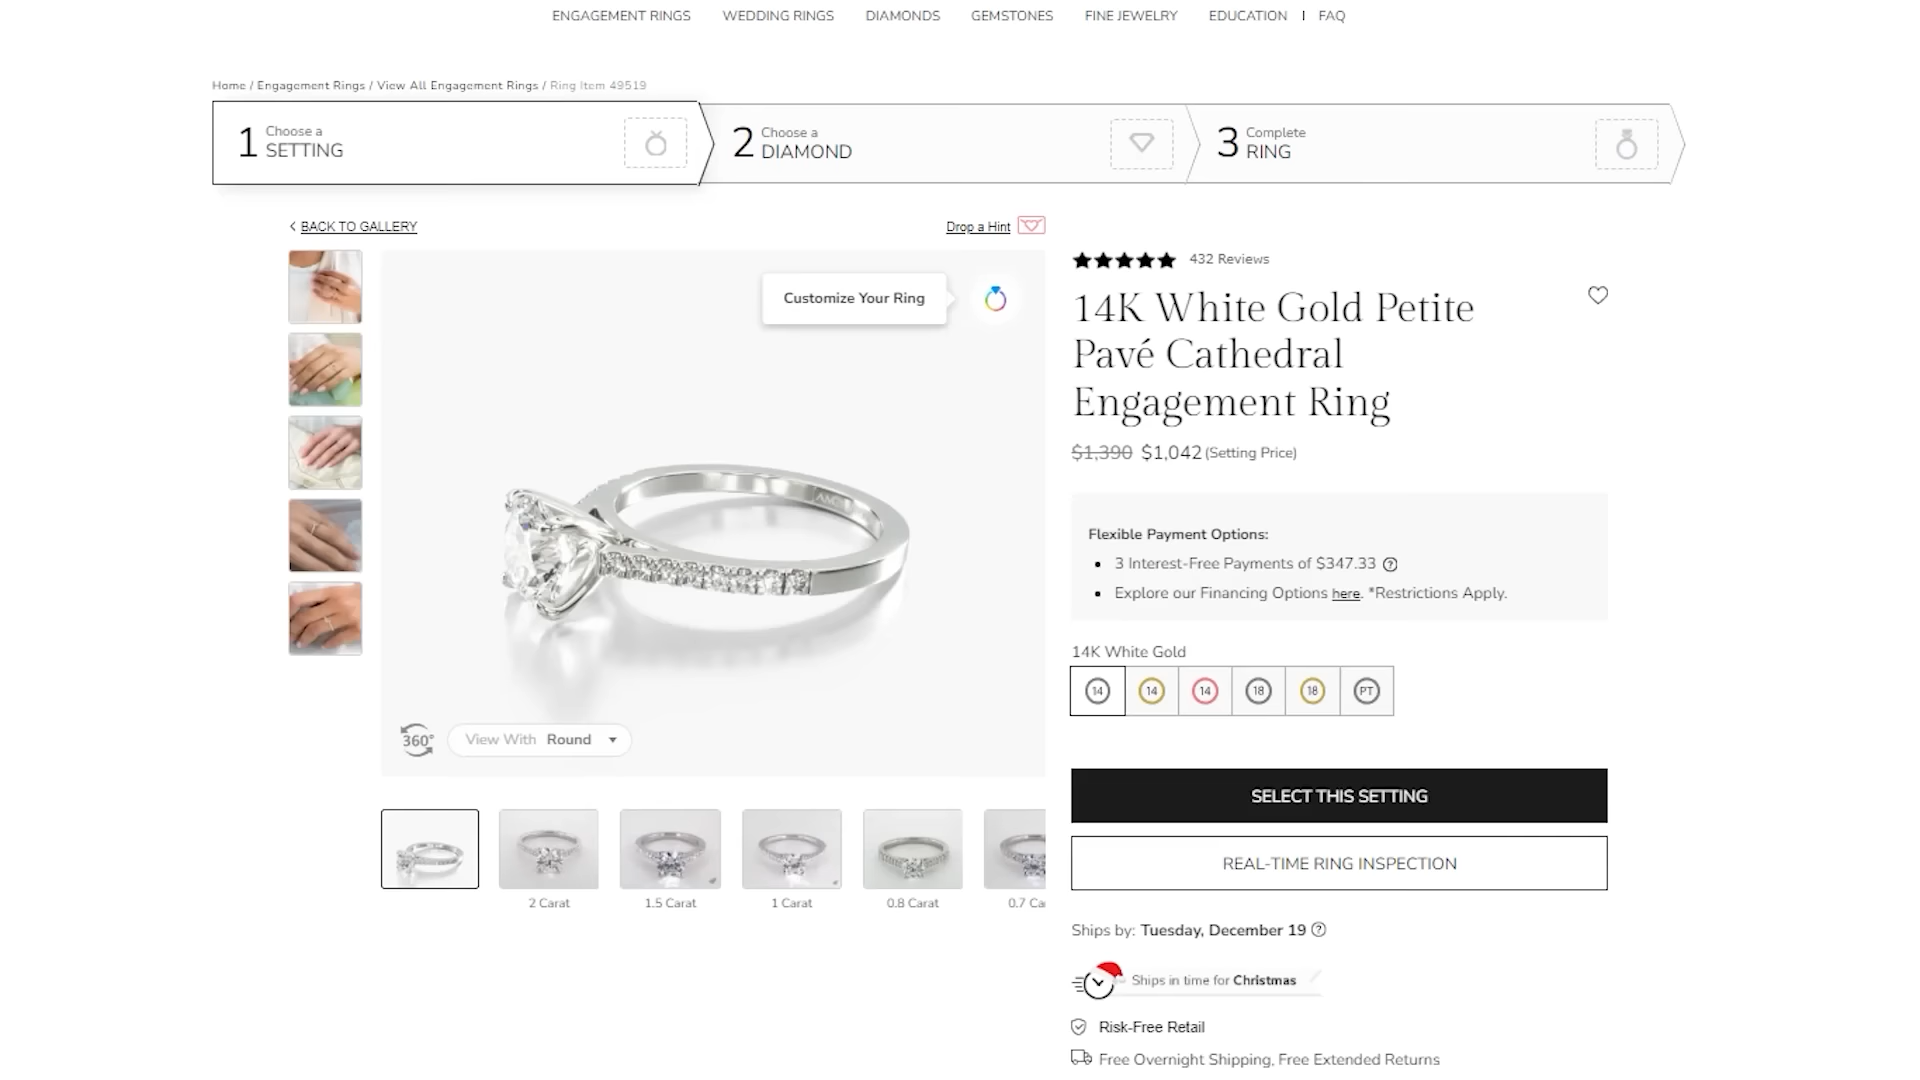 ENGAGEMENT RINGS WEDDING RINGS DIAMONDS GEMSTONES FINE JEWELRY EDUCATION | FAQ
Home / Engagement Rings / View All Engagement Rings / Ring Item 49519
1 Choose a SETTING
2 Choose a DIAMOND
3 Complete RING
BACK TO GALLERY
Drop a Hint
Customize Your Ring
360°
View With Round
2 Carat
1.5 Carat
1 Carat
0.8 Carat
432 Reviews
14K White Gold Petite
Pavé Cathedral
Engagement Ring
$1,390 $1,042 (Setting Price)
Flexible Payment Options:
• 3 Interest-Free Payments of $347.33 ?
• Explore our Financing Options here. *Restrictions Apply.
14K White Gold
14 14 14 18 18 PT
SELECT THIS SETTING
REAL-TIME RING INSPECTION
Ships by: Tuesday, December 19 ?
Ships in time for Christmas
Risk-Free Retail
Free Overnight Shipping, Free Extended Returns